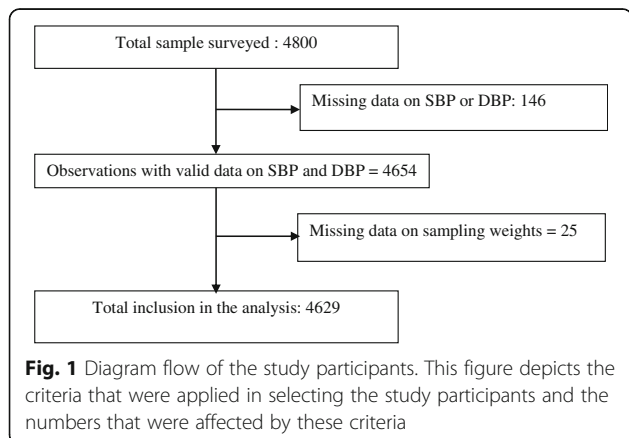 Total sample surveyed : 4800
Missing data on SBP or DBP: 146
Observations with valid data on SBP and DBP = 4654
Missing data on sampling weights = 25
Total inclusion in the analysis: 4629
Fig. 1 Diagram flow of the study participants. This figure depicts the
criteria that were applied in selecting the study participants and the
numbers that were affected by these criteria